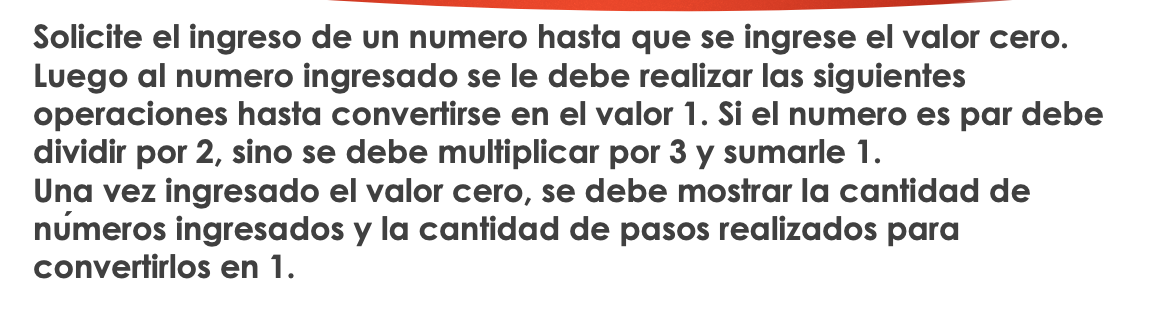 Solicite el ingreso de un numero hasta que se ingrese el valor cero.
Luego al numero ingresado se le debe realizar las siguientes
operaciones hasta convertirse en el valor 1. Si el numero es par debe
dividir por 2, sino se debe multiplicar por 3 y sumarle 1.
Una vez ingresado el valor cero, se debe mostrar la cantidad de
números ingresados y la cantidad de pasos realizados para
convertirlos en 1.